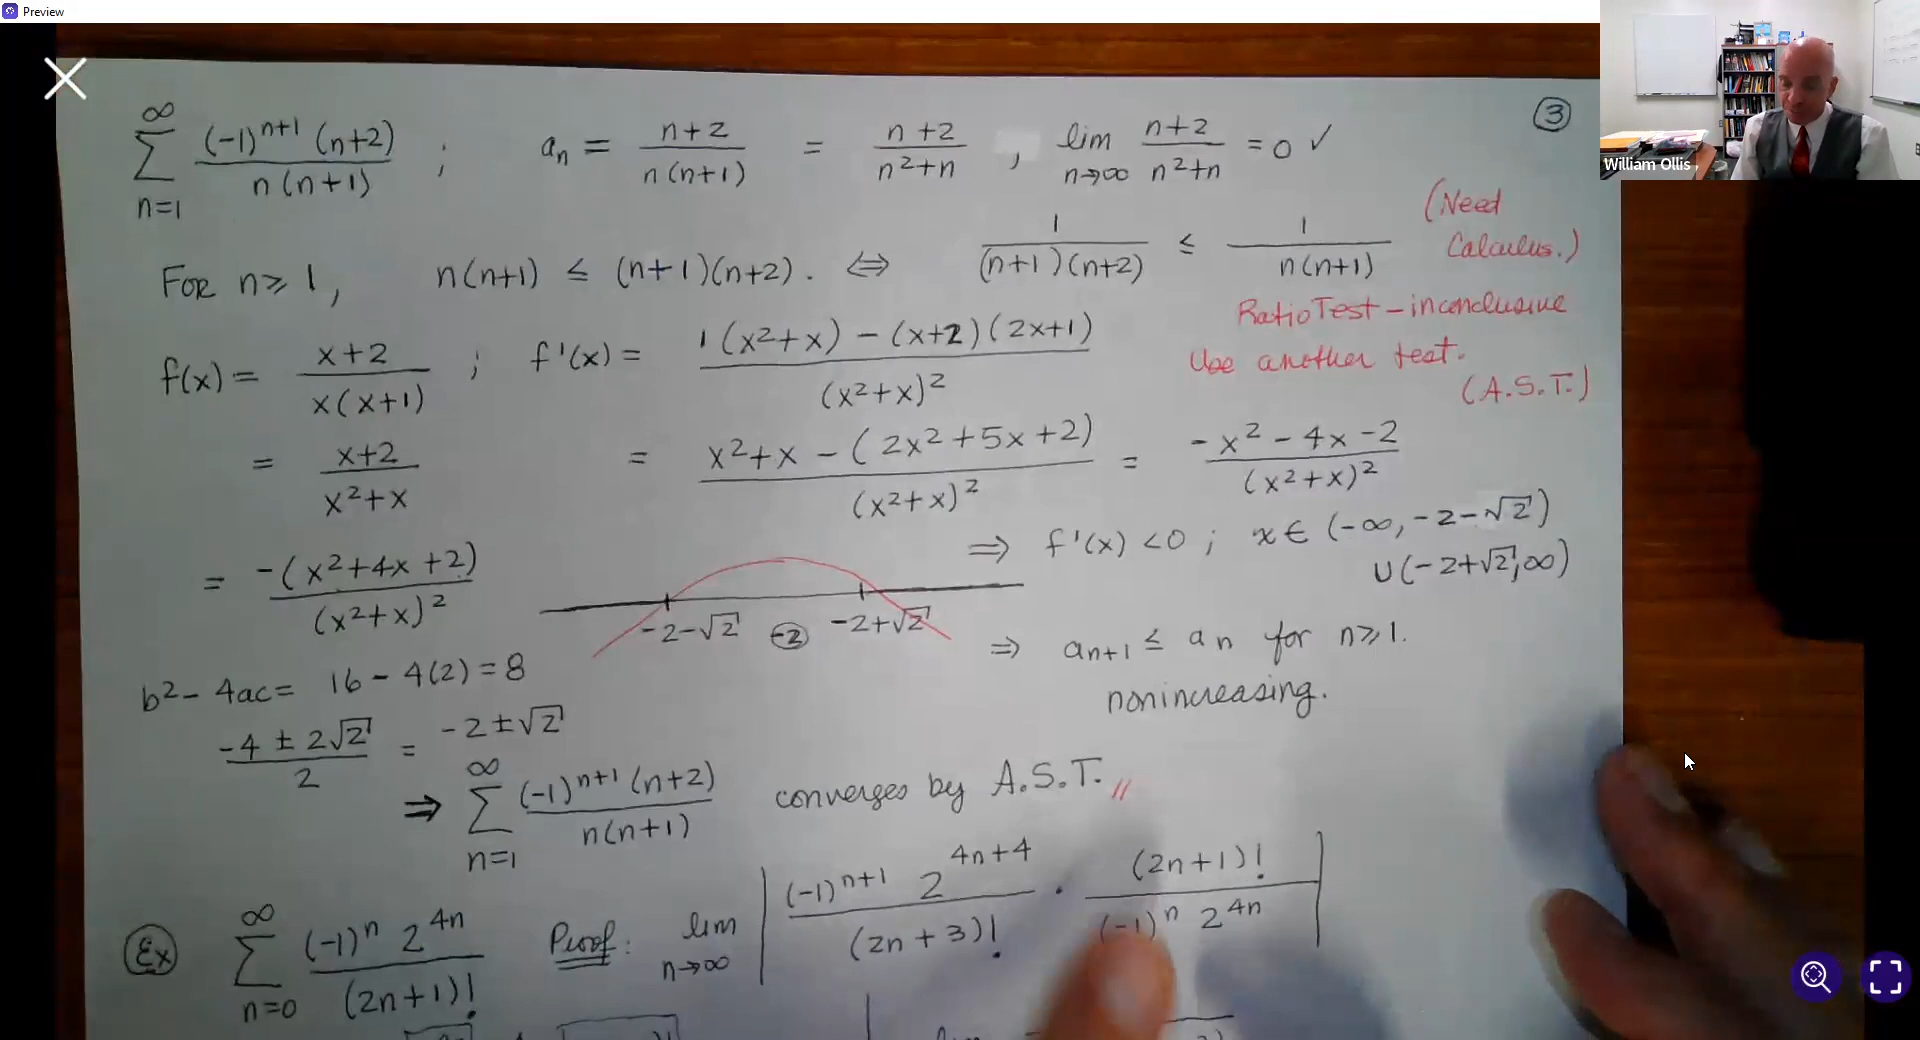 Preview
William Ollis
③
∞ Σ n=1 (-1)^{n+1} (n+2) / n(n+1) ; a_n = n+2 / n(n+1) = n+2 / n²+n , lim n→∞ n+2 / n²+n = 0 ✓
(Need Calculus.)
For n ≥ 1, n(n+1) ≤ (n+1)(n+2). ⇔ 1 / (n+1)(n+2) ≤ 1 / n(n+1)
Ratio Test – inconclusive
Use another test.
(A.S.T.)
f(x) = x+2 / x(x+1) ; f'(x) = 1(x²+x) – (x+2)(2x+1) / (x²+x)²
= x+2 / x²+x = x²+x – (2x²+5x+2) / (x²+x)² = -x² – 4x – 2 / (x²+x)²
⇒ f'(x) < 0 ; x ∈ (-∞, -2-√2)
∪ (-2+√2, ∞)
= -(x²+4x+2) / (x²+x)²
-2-√2 -2 -2+√2
⇒ a_{n+1} ≤ a_n for n ≥ 1.
nonincreasing.
b² – 4ac = 16 – 4(2) = 8
-4 ± 2√2 / 2 = -2 ± √2
⇒ ∞ Σ n=1 (-1)^{n+1} (n+2) / n(n+1) converges by A.S.T. //
Ex ∞ Σ n=0 (-1)^n 2^{4n} / (2n+1)! Proof: lim n→∞ | (-1)^{n+1} 2^{4n+4} / (2n+3)! · (2n+1)! / (-1)^n 2^{4n} |